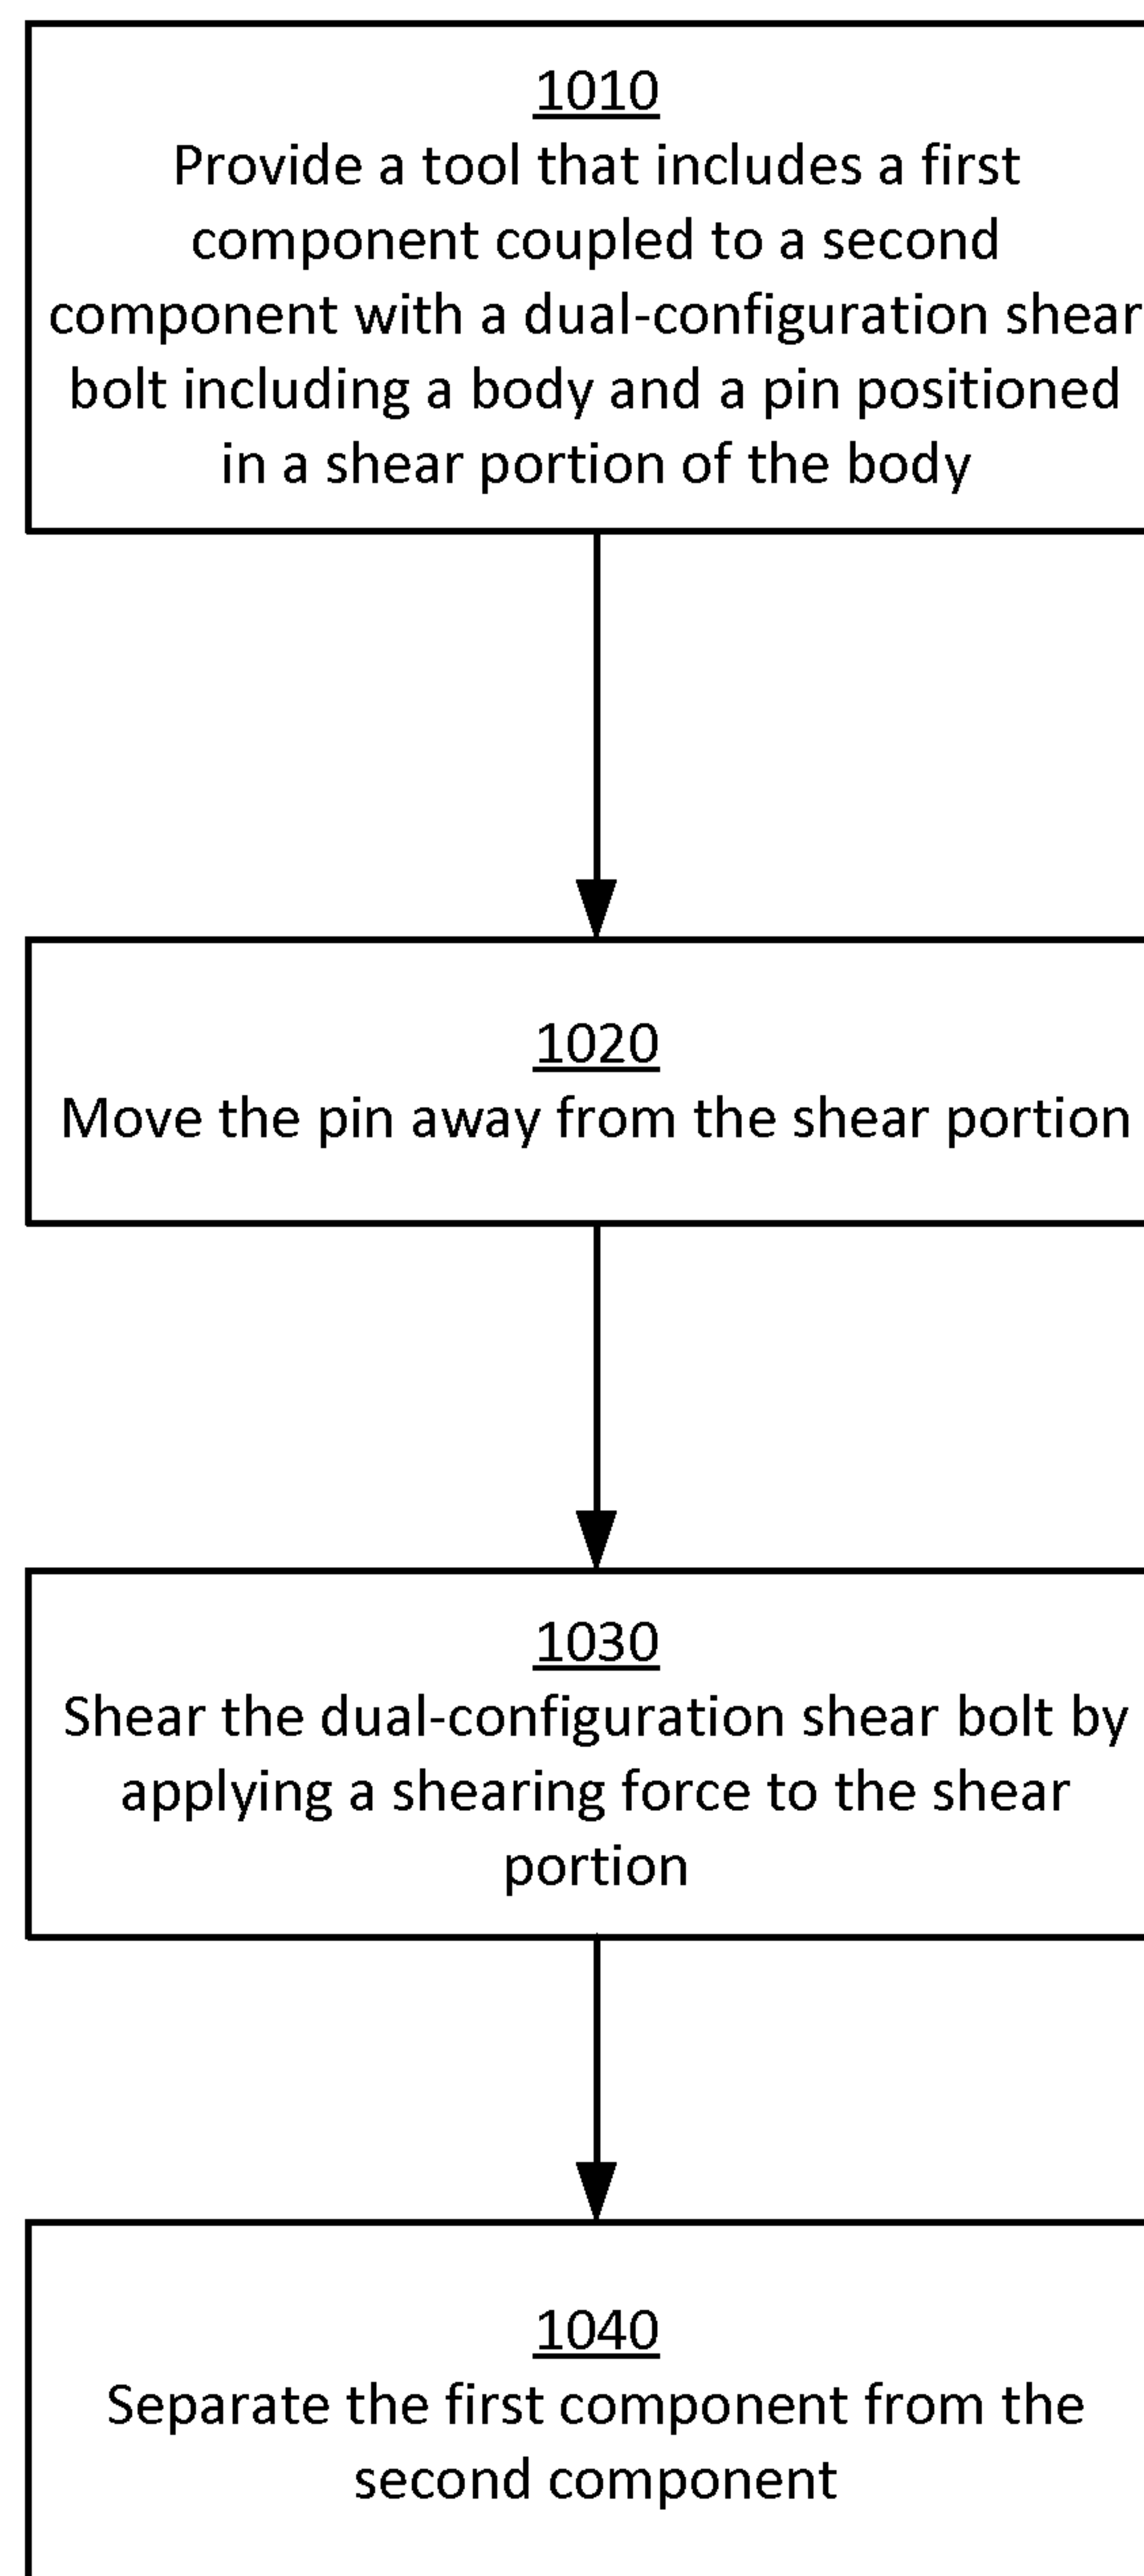 1010
Provide a tool that includes a first
component coupled to a second
component with a dual-configuration shear
bolt including a body and a pin positioned
in a shear portion of the body
1020
Move the pin away from the shear portion
1030
Shear the dual-configuration shear bolt by
applying a shearing force to the shear
portion
1040
Separate the first component from the
second component